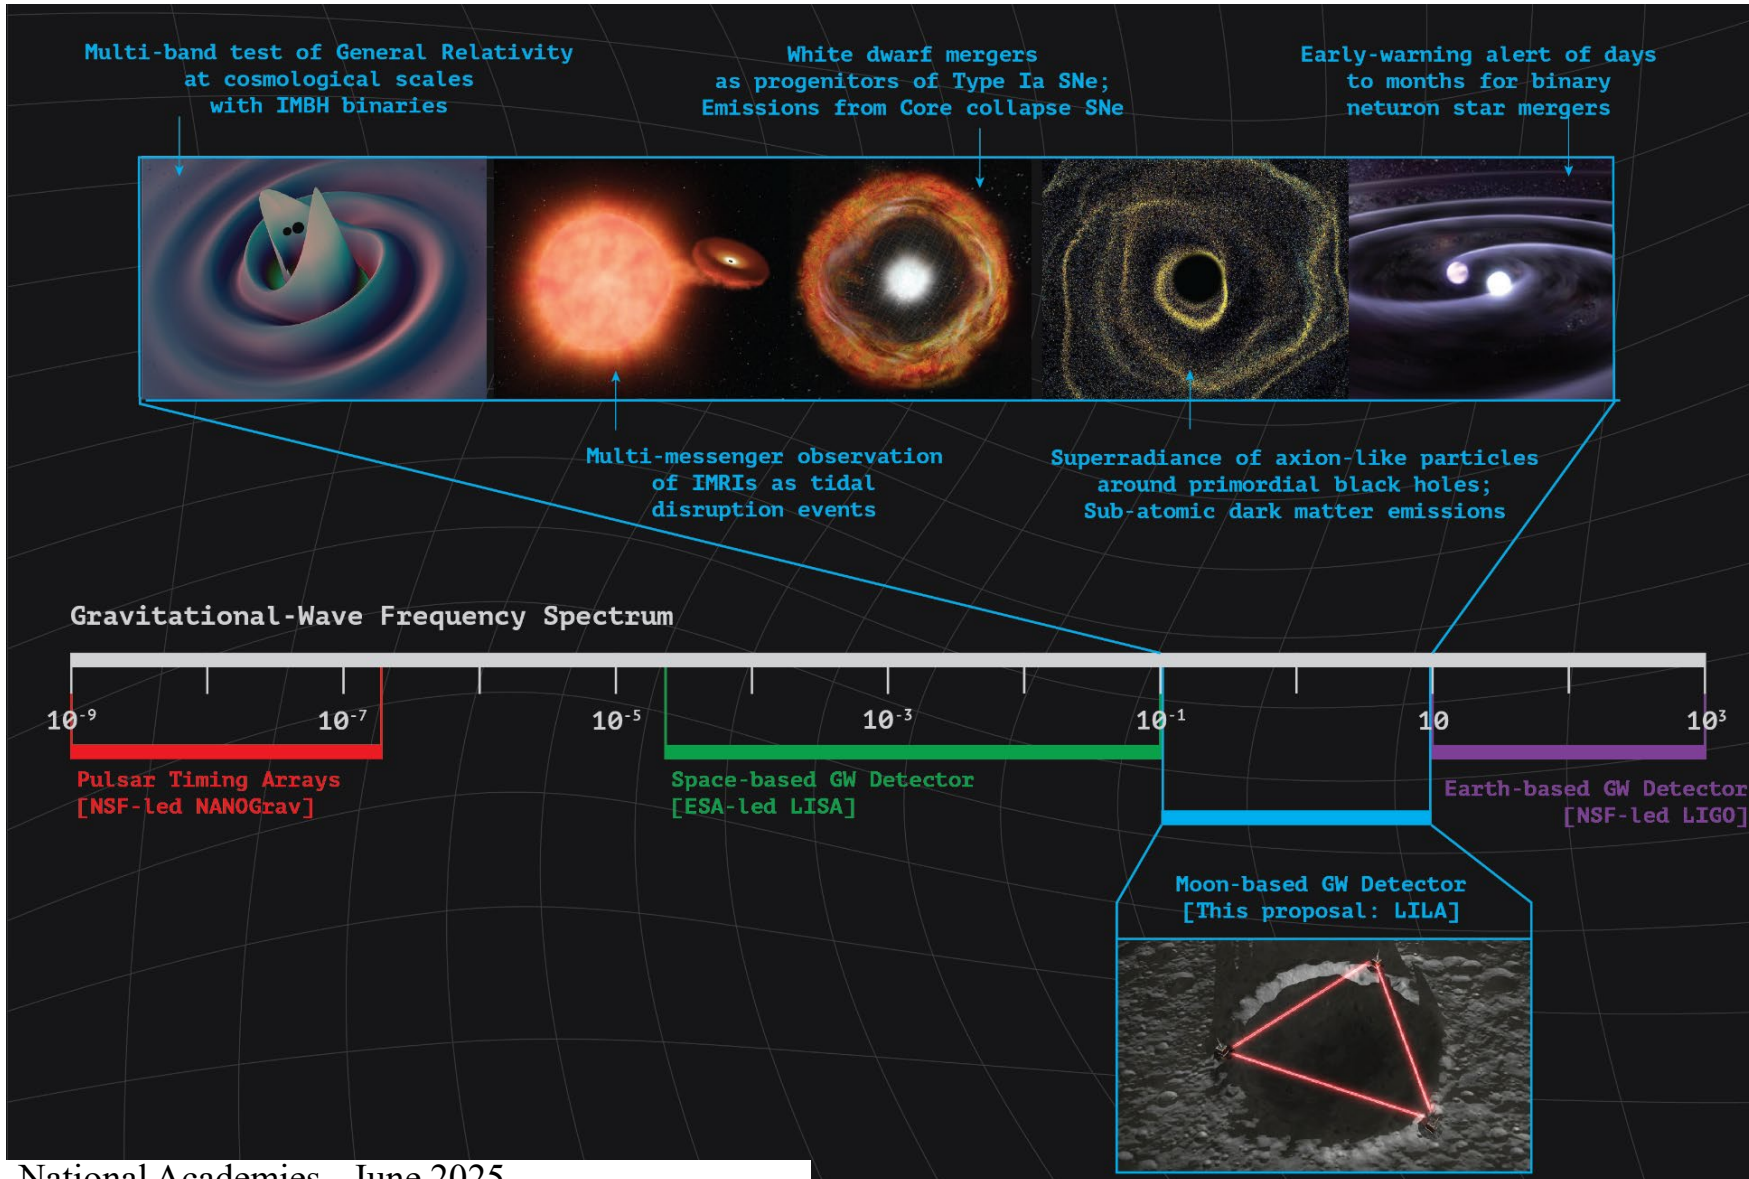 Multi-band test of General Relativity
at cosmological scales
with IMBH binaries
White dwarf mergers
as progenitors of Type Ia SNe;
Emissions from Core collapse SNe
Early-warning alert of days
to months for binary
neturon star mergers
Multi-messenger observation
of IMRIs as tidal
disruption events
Superradiance of axion-like particles
around primordial black holes;
Sub-atomic dark matter emissions
Gravitational-Wave Frequency Spectrum
10⁻⁹ 10⁻⁷ 10⁻⁵ 10⁻³ 10⁻¹ 10 10³
Pulsar Timing Arrays
[NSF-led NANOGrav]
Space-based GW Detector
[ESA-led LISA]
Earth-based GW Detector
[NSF-led LIGO]
Moon-based GW Detector
[This proposal: LILA]
National Academies - June 2025